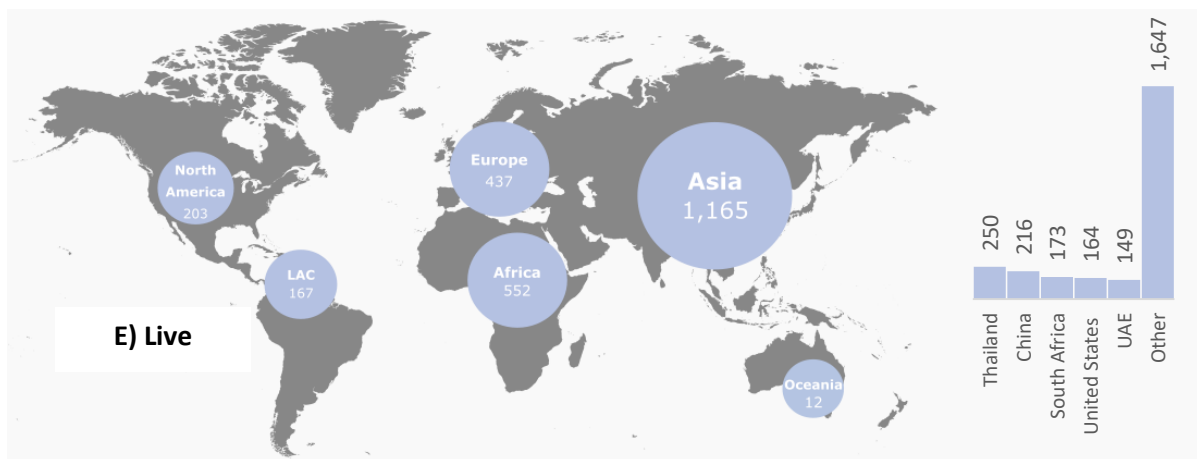 North
America
203
LAC
167
E) Live
Europe
437
Africa
552
Asia
1,165
Oceania
12
250
216
173
164
149
1,647
Thailand
China
South Africa
United States
UAE
Other